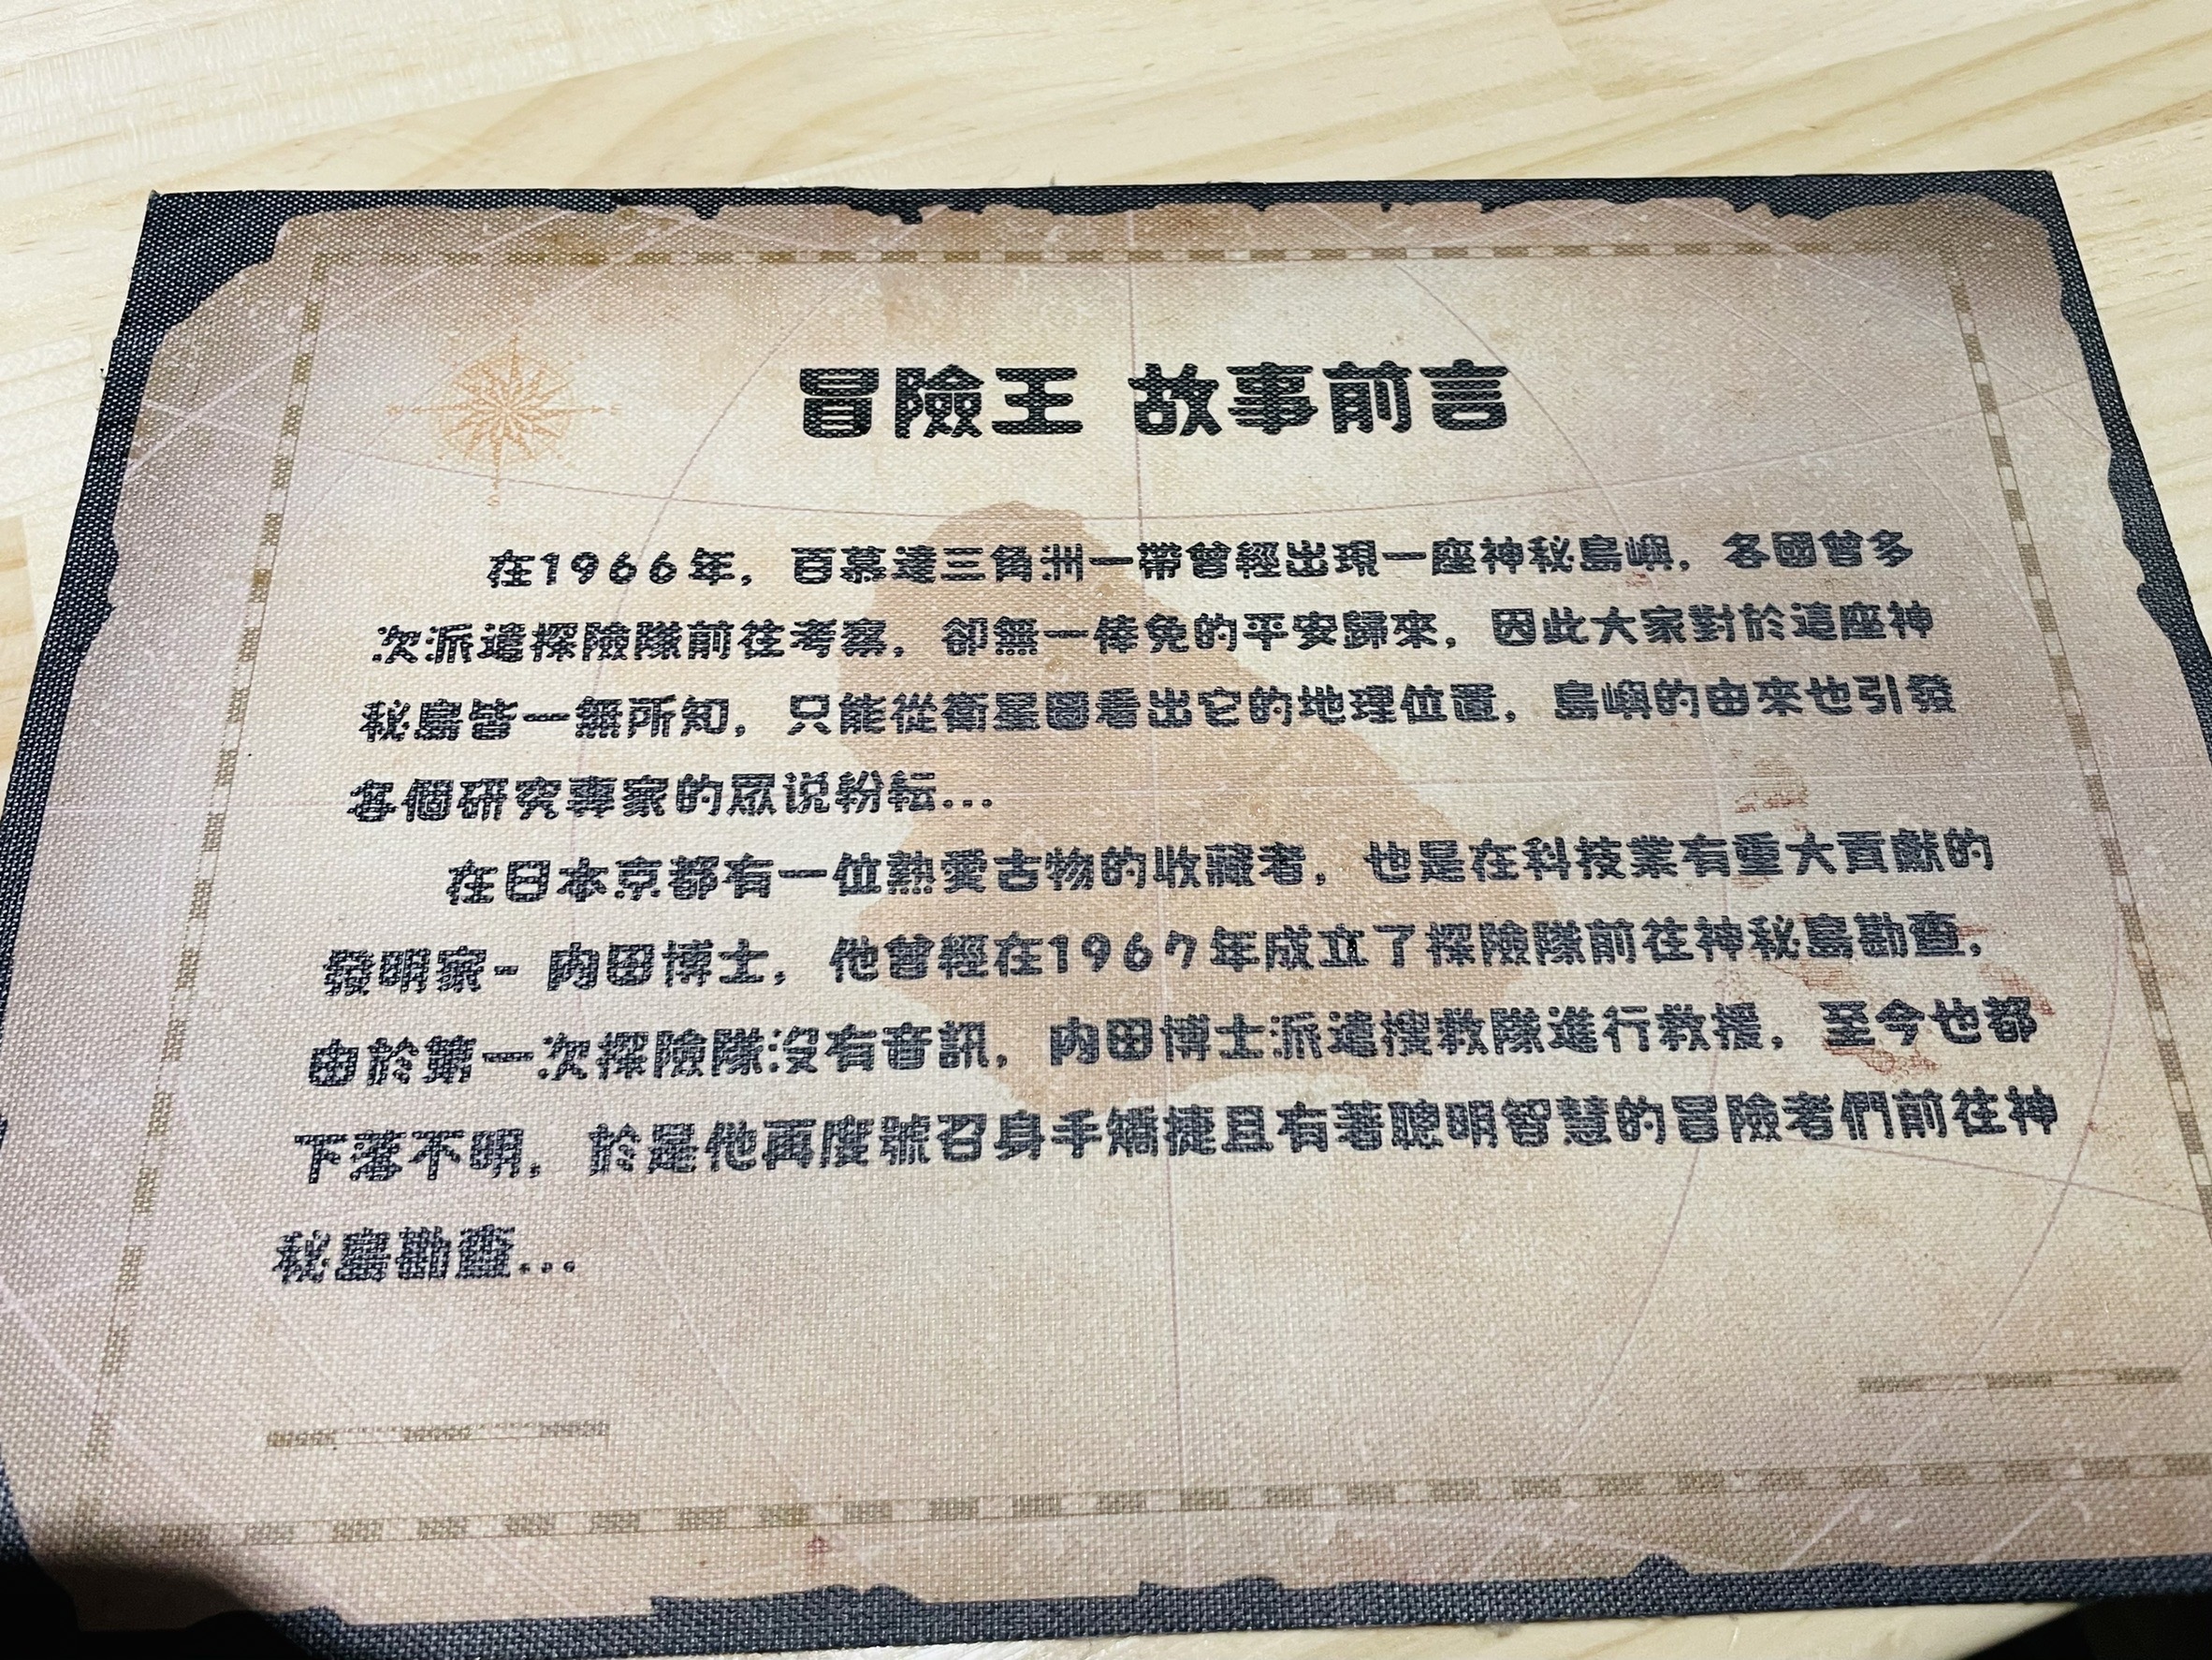 冒險王 故事前言
在1966年，百慕達三角洲一帶曾經出現一座神秘島嶼，各國曾多
次派遣探險隊前往考察，卻無一倖免的平安歸來，因此大家對於這座神
秘島皆一無所知，只能從衛星圖看出它的地理位置，島嶼的由來也引發
各個研究專家的眾说紛紜...
在日本京都有一位熱愛古物的收藏者，也是在科技業有重大貢獻的
發明家- 內田博士，他曾經在1967年成立了探險隊前往神秘島勘查，
由於第一次探險隊沒有音訊，內田博士派遣搜救隊進行救援，至今也都
下落不明，於是他再度號召身手矯捷且有著聰明智慧的冒險者們前往神
秘島勘查...